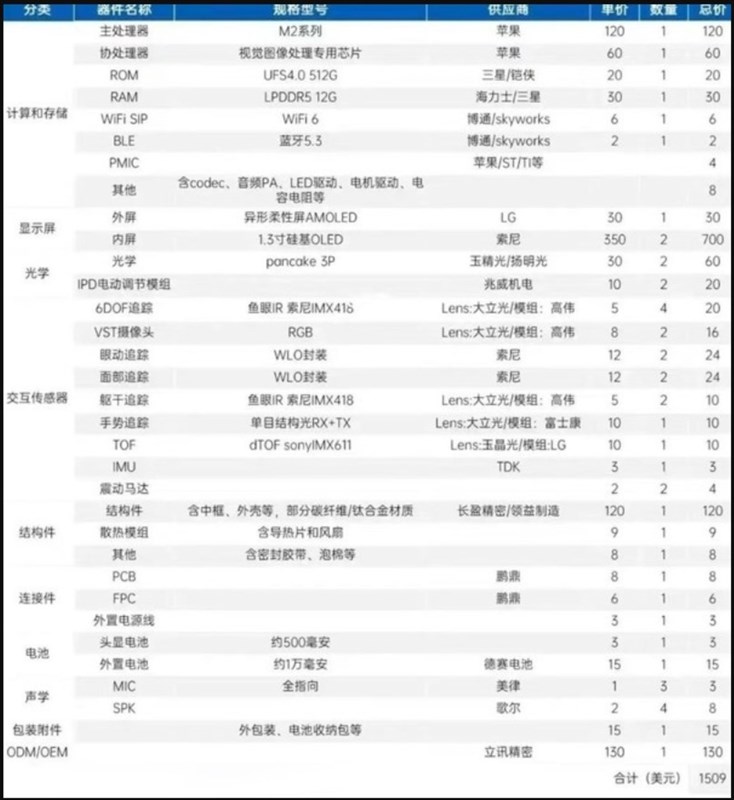 分类 器件名称 规格型号 供应商 单价 数量 总价
计算和存储
主处理器 M2系列 苹果 120 1 120
协处理器 视觉图像处理专用芯片 苹果 60 1 60
ROM UFS4.0 512G 三星/铠侠 20 1 20
RAM LPDDR5 12G 海力士/三星 30 1 30
WiFi SIP WiFi 6 博通/skyworks 6 1 6
BLE 蓝牙5.3 博通/skyworks 2 1 2
PMIC 苹果/ST/TI等 4
其他 含codec、音频PA、LED驱动、电机驱动、电
容电阻等 8
显示屏
外屏 异形柔性屏AMOLED LG 30 1 30
内屏 1.3寸硅基OLED 索尼 350 2 700
光学
光学 pancake 3P 玉精光/扬明光 30 2 60
IPD电动调节模组 兆威机电 10 2 20
交互传感器
6DOF追踪 鱼眼IR 索尼IMX416 Lens:大立光/模组：高伟 5 4 20
VST摄像头 RGB Lens:大立光/模组：高伟 8 2 16
眼动追踪 WLO封装 索尼 12 2 24
面部追踪 WLO封装 索尼 12 2 24
躯干追踪 鱼眼IR 索尼IMX418 Lens:大立光/模组：高伟 5 2 10
手势追踪 单目结构光RX+TX Lens:大立光/模组：富士康 10 1 10
TOF dTOF sonyIMX611 Lens:玉晶光/模组:LG 10 1 10
IMU TDK 3 1 3
震动马达 2 2 4
结构件
结构件 含中框、外壳等，部分碳纤维/钛合金材质 长盈精密/领益制造 120 1 120
散热模组 含导热片和风扇 9 1 9
其他 含密封胶带、泡棉等 8 1 8
连接件
PCB 鹏鼎 8 1 8
FPC 鹏鼎 6 1 6
外置电源线 3 1 3
电池
头显电池 约500毫安 3 1 3
外置电池 约1万毫安 德赛电池 15 1 15
声学
MIC 全指向 美律 1 3 3
SPK 歌尔 2 4 8
包装附件 外包装、电池收纳包等 15 1 15
ODM/OEM 立讯精密 130 1 130
合计（美元） 1509